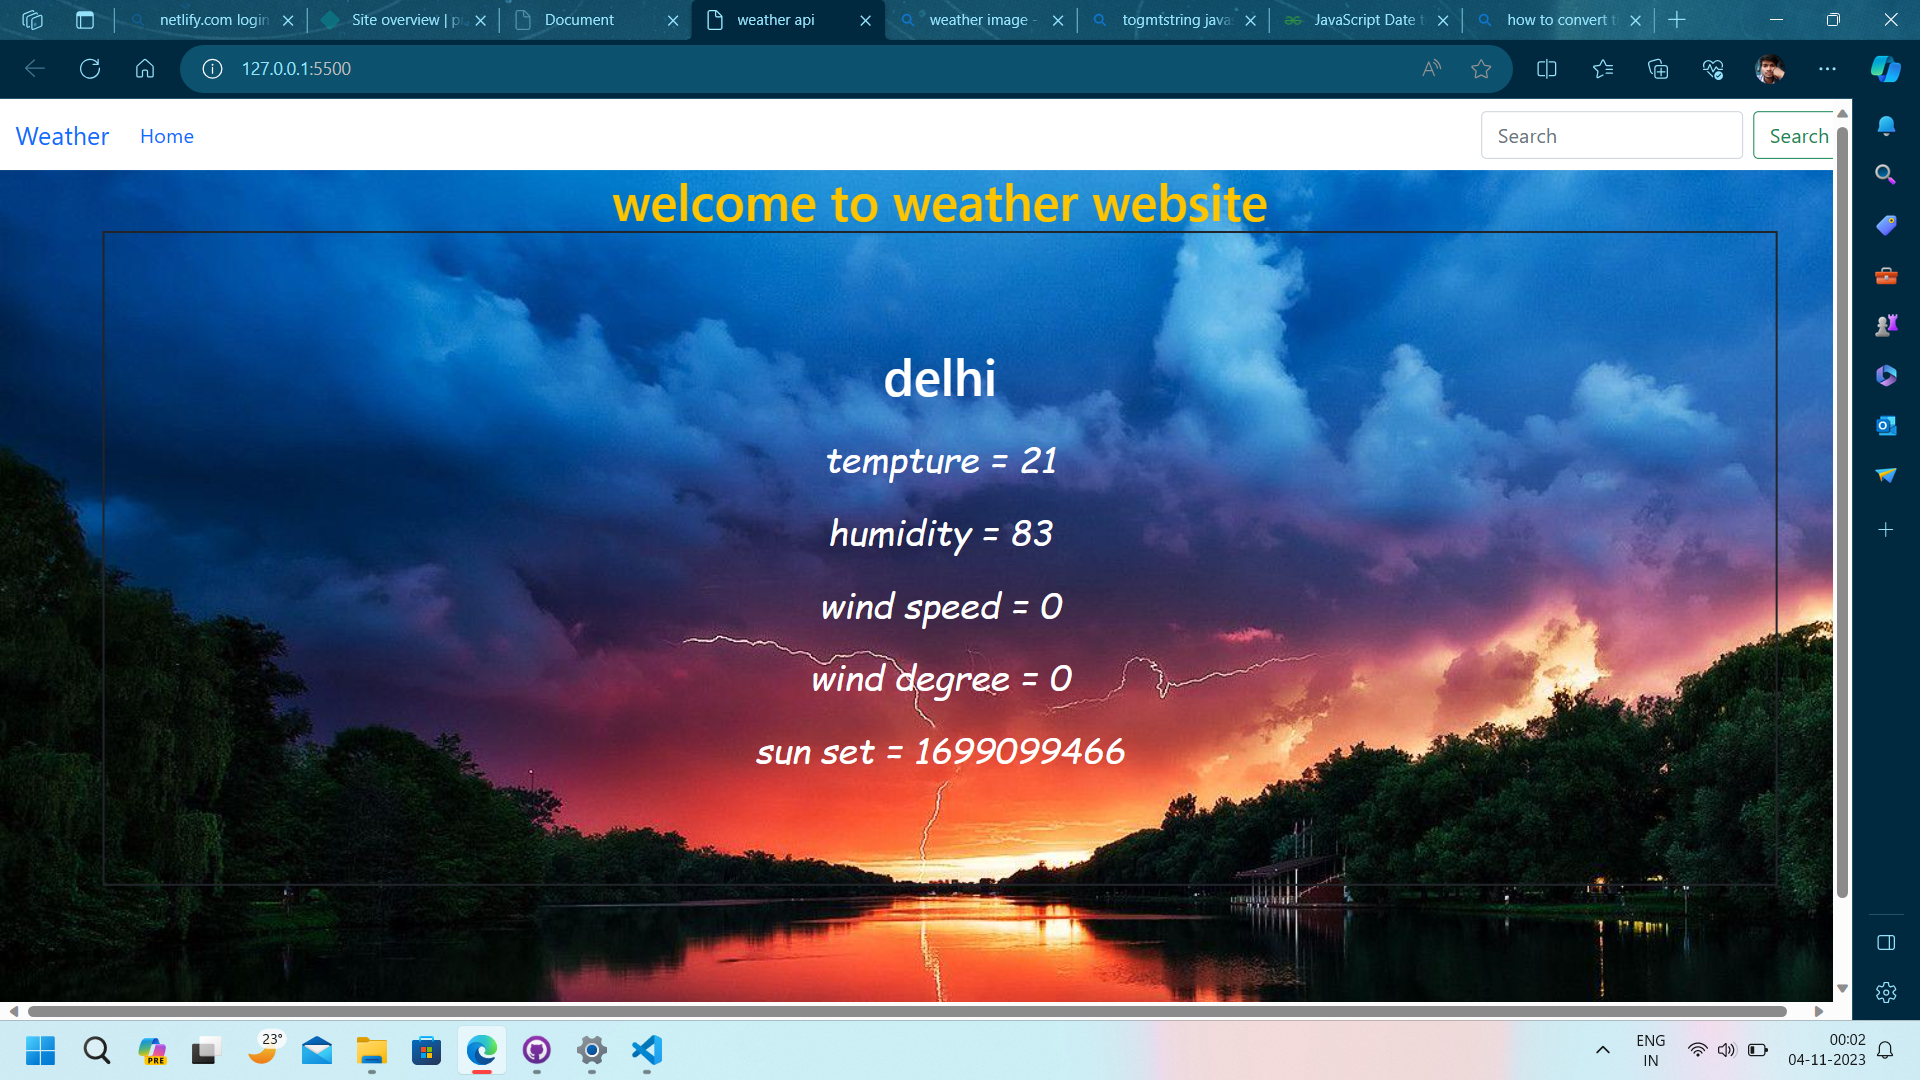 netlify.com login
Site overview | p
Document
weather api
weather image -
togmtstring java
JavaScript Date t
how to convert t
127.0.0.1:5500
Weather
Home
Search
Search
welcome to weather website
delhi
tempture = 21
humidity = 83
wind speed = 0
wind degree = 0
sun set = 1699099466
23°
PRE
ENG
IN
00:02
04-11-2023